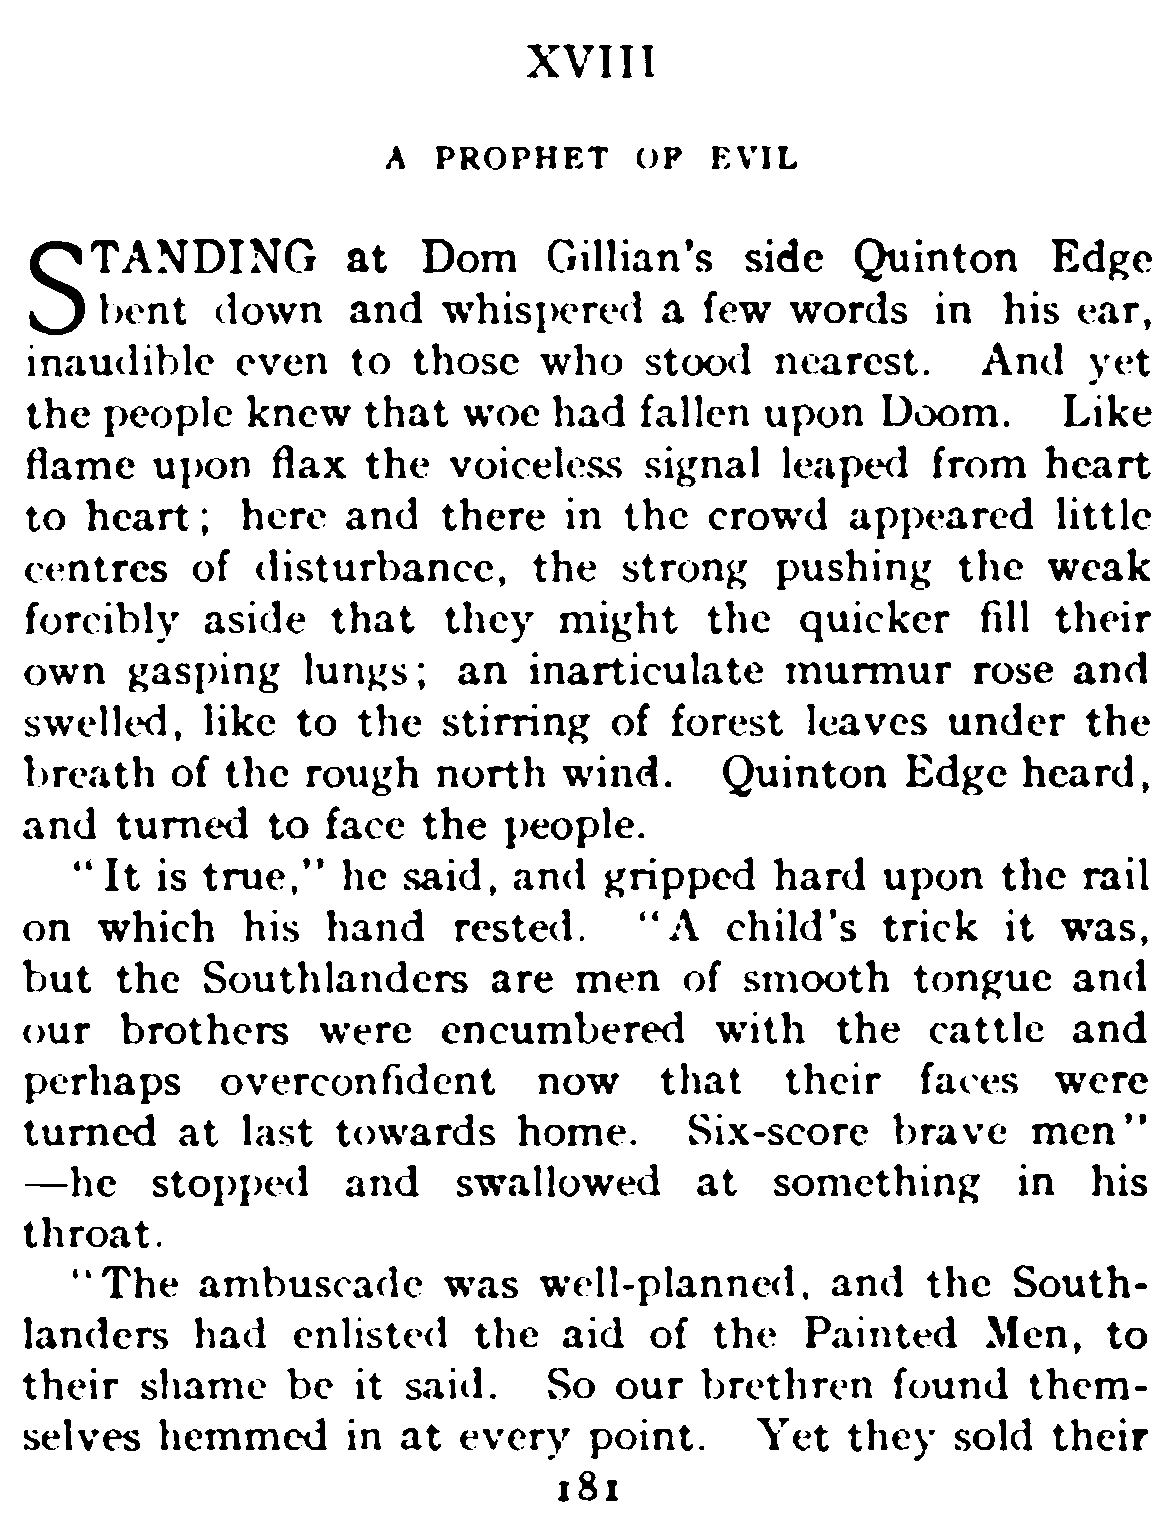 XVIII
A PROPHET OF EVIL
STANDING at Dom Gillian's side Quinton Edge
bent down and whispered a few words in his ear,
inaudible even to those who stood nearest. And yet
the people knew that woe had fallen upon Doom. Like
flame upon flax the voiceless signal leaped from heart
to heart; here and there in the crowd appeared little
centres of disturbance, the strong pushing the weak
forcibly aside that they might the quicker fill their
own gasping lungs; an inarticulate murmur rose and
swelled, like to the stirring of forest leaves under the
breath of the rough north wind. Quinton Edge heard,
and turned to face the people.
"It is true," he said, and gripped hard upon the rail
on which his hand rested. "A child's trick it was,
but the Southlanders are men of smooth tongue and
our brothers were encumbered with the cattle and
perhaps overconfident now that their faces were
turned at last towards home. Six-score brave men"
—he stopped and swallowed at something in his
throat.
"The ambuscade was well-planned, and the South-
landers had enlisted the aid of the Painted Men, to
their shame be it said. So our brethren found them-
selves hemmed in at every point. Yet they sold their
181